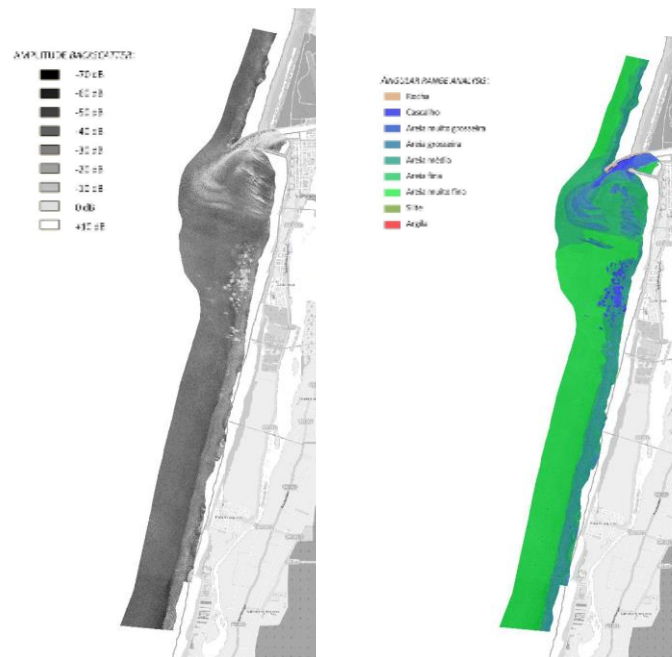 AMPLITUDE BACKSCATTER:
-70 dB
-60 dB
-50 dB
-40 dB
-30 dB
-20 dB
-10 dB
0 dB
+10 dB
ANGULAR RANGE ANALYSIS:
Rocha
Cascalho
Areia muito grosseira
Areia grosseira
Areia média
Areia fina
Areia muito fina
Silte
Argila